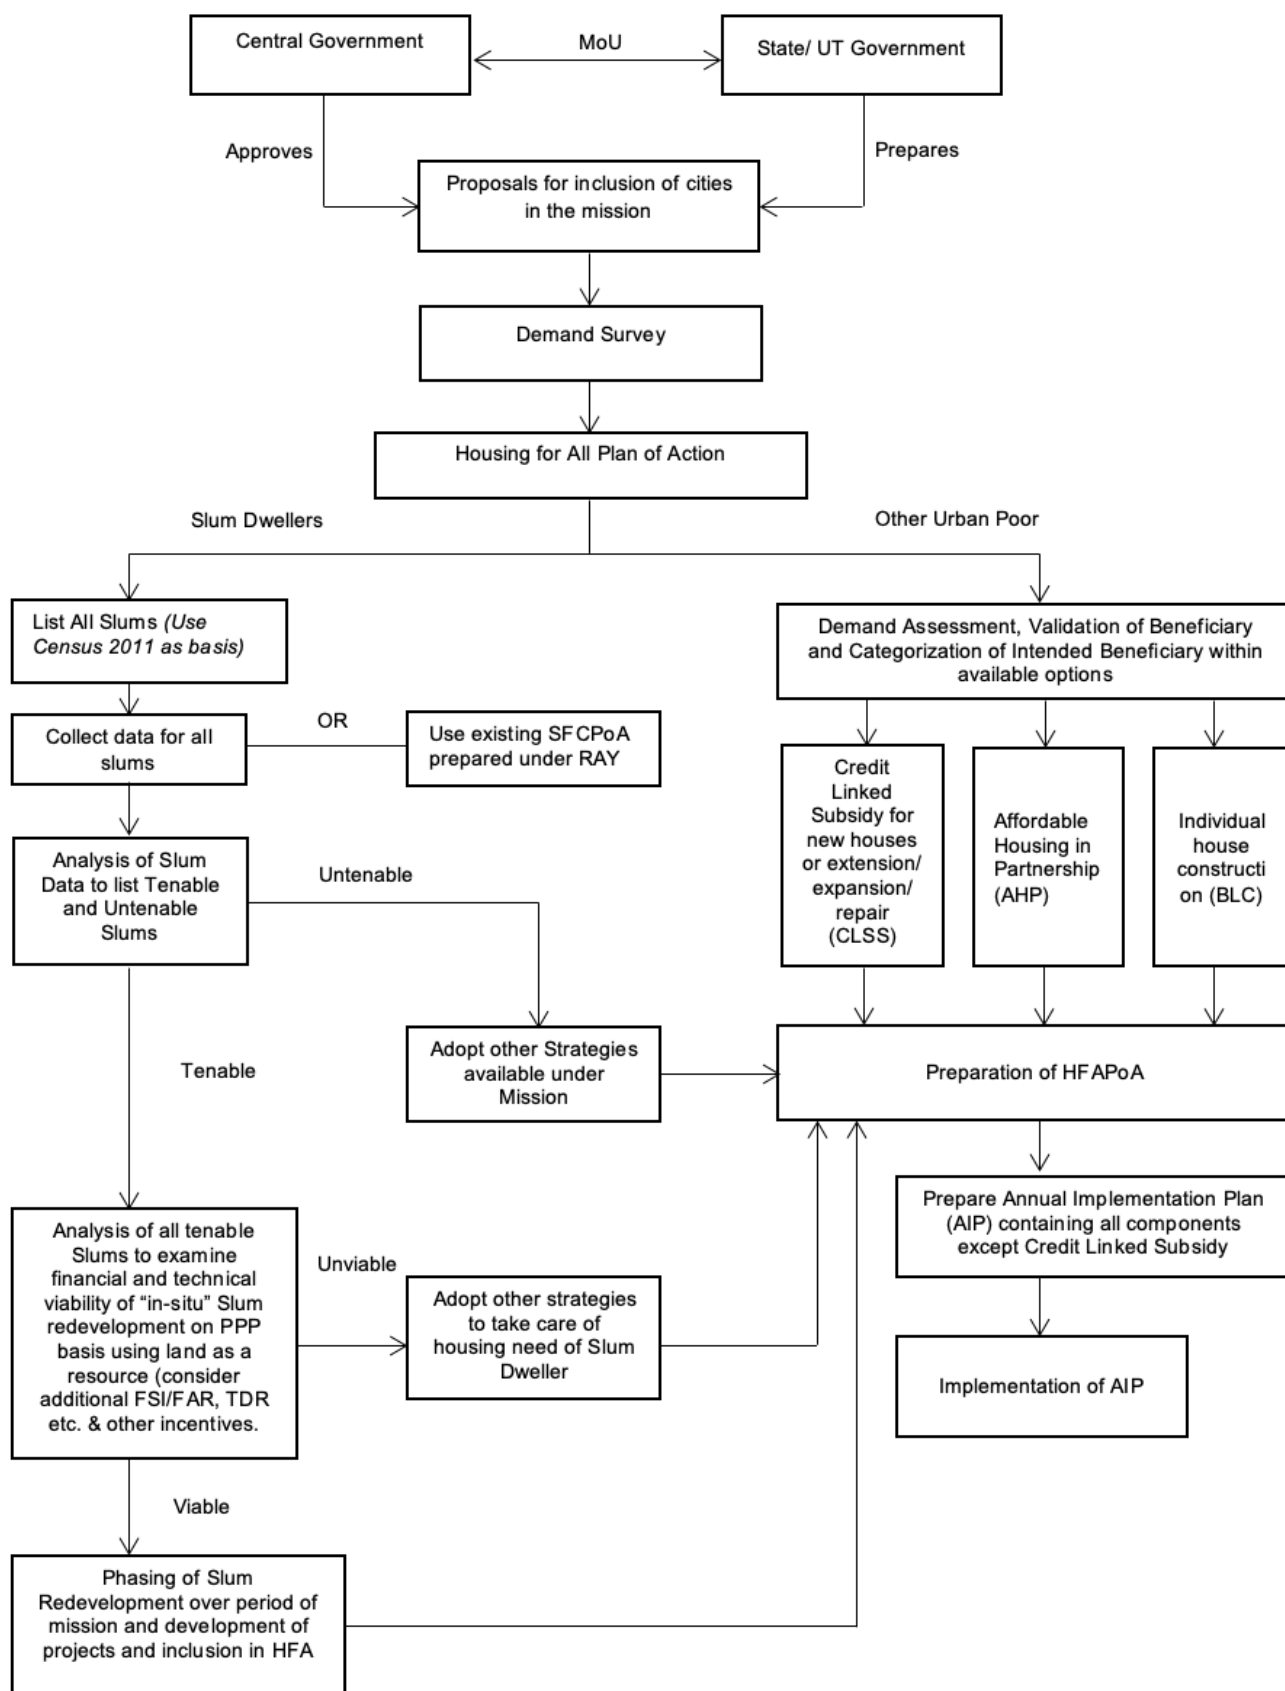 Central Government
MoU
State/ UT Government
Approves
Prepares
Proposals for inclusion of cities
in the mission
Demand Survey
Housing for All Plan of Action
Slum Dwellers
Other Urban Poor
List All Slums (Use
Census 2011 as basis)
Demand Assessment, Validation of Beneficiary
and Categorization of Intended Beneficiary within
available options
Collect data for all
slums
OR
Use existing SFCPoA
prepared under RAY
Credit
Linked
Subsidy for
new houses
or extension/
expansion/
repair
(CLSS)
Affordable
Housing in
Partnership
(AHP)
Individual
house
constructi
on (BLC)
Analysis of Slum
Data to list Tenable
and Untenable
Slums
Untenable
Tenable
Adopt other Strategies
available under
Mission
Preparation of HFAPoA
Prepare Annual Implementation Plan
(AIP) containing all components
except Credit Linked Subsidy
Analysis of all tenable
Slums to examine
financial and technical
viability of “in-situ” Slum
redevelopment on PPP
basis using land as a
resource (consider
additional FSI/FAR, TDR
etc. & other incentives.
Unviable
Adopt other strategies
to take care of
housing need of Slum
Dweller
Implementation of AIP
Viable
Phasing of Slum
Redevelopment over period of
mission and development of
projects and inclusion in HFA